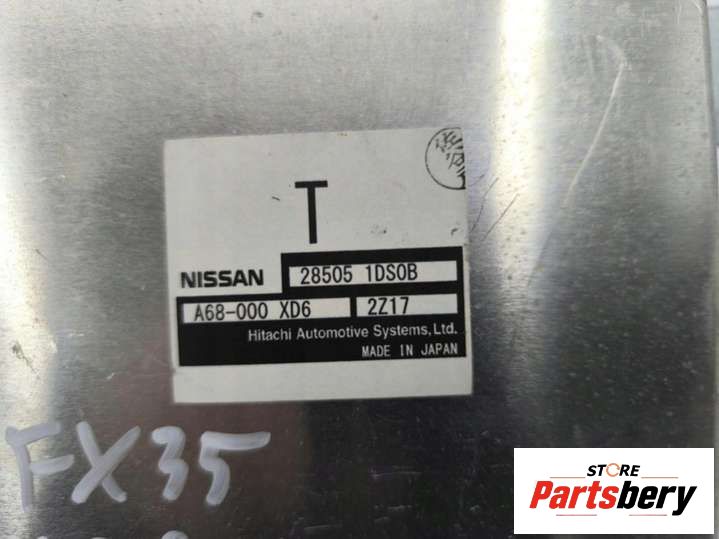 T
NISSAN 28505 1DS0B
A68-000 XD6 2Z17
Hitachi Automotive Systems, Ltd.
MADE IN JAPAN
FX35
STORE
Partsbery